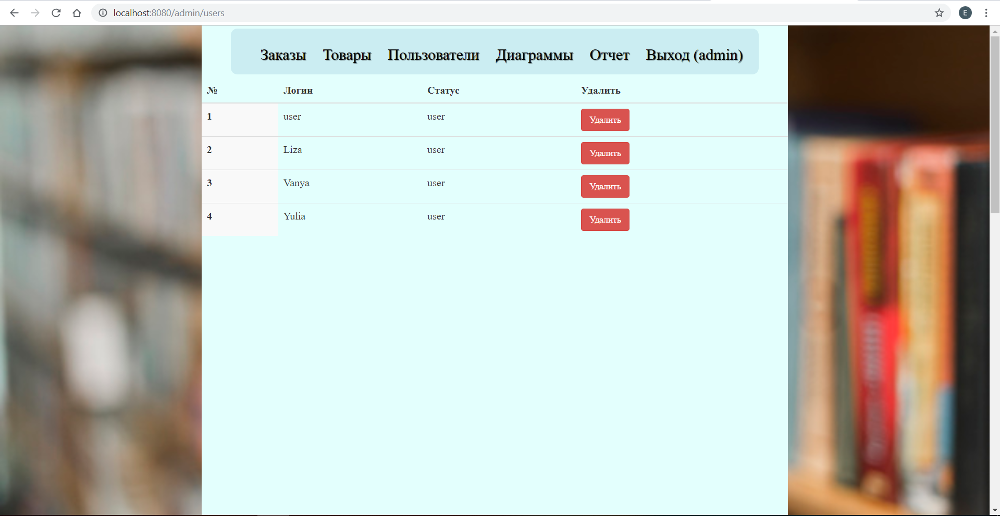 localhost:8080/admin/users
E
Заказы Товары Пользователи Диаграммы Отчет Выход (admin)
№ Логин Статус Удалить
1 user user Удалить
2 Liza user Удалить
3 Vanya user Удалить
4 Yulia user Удалить